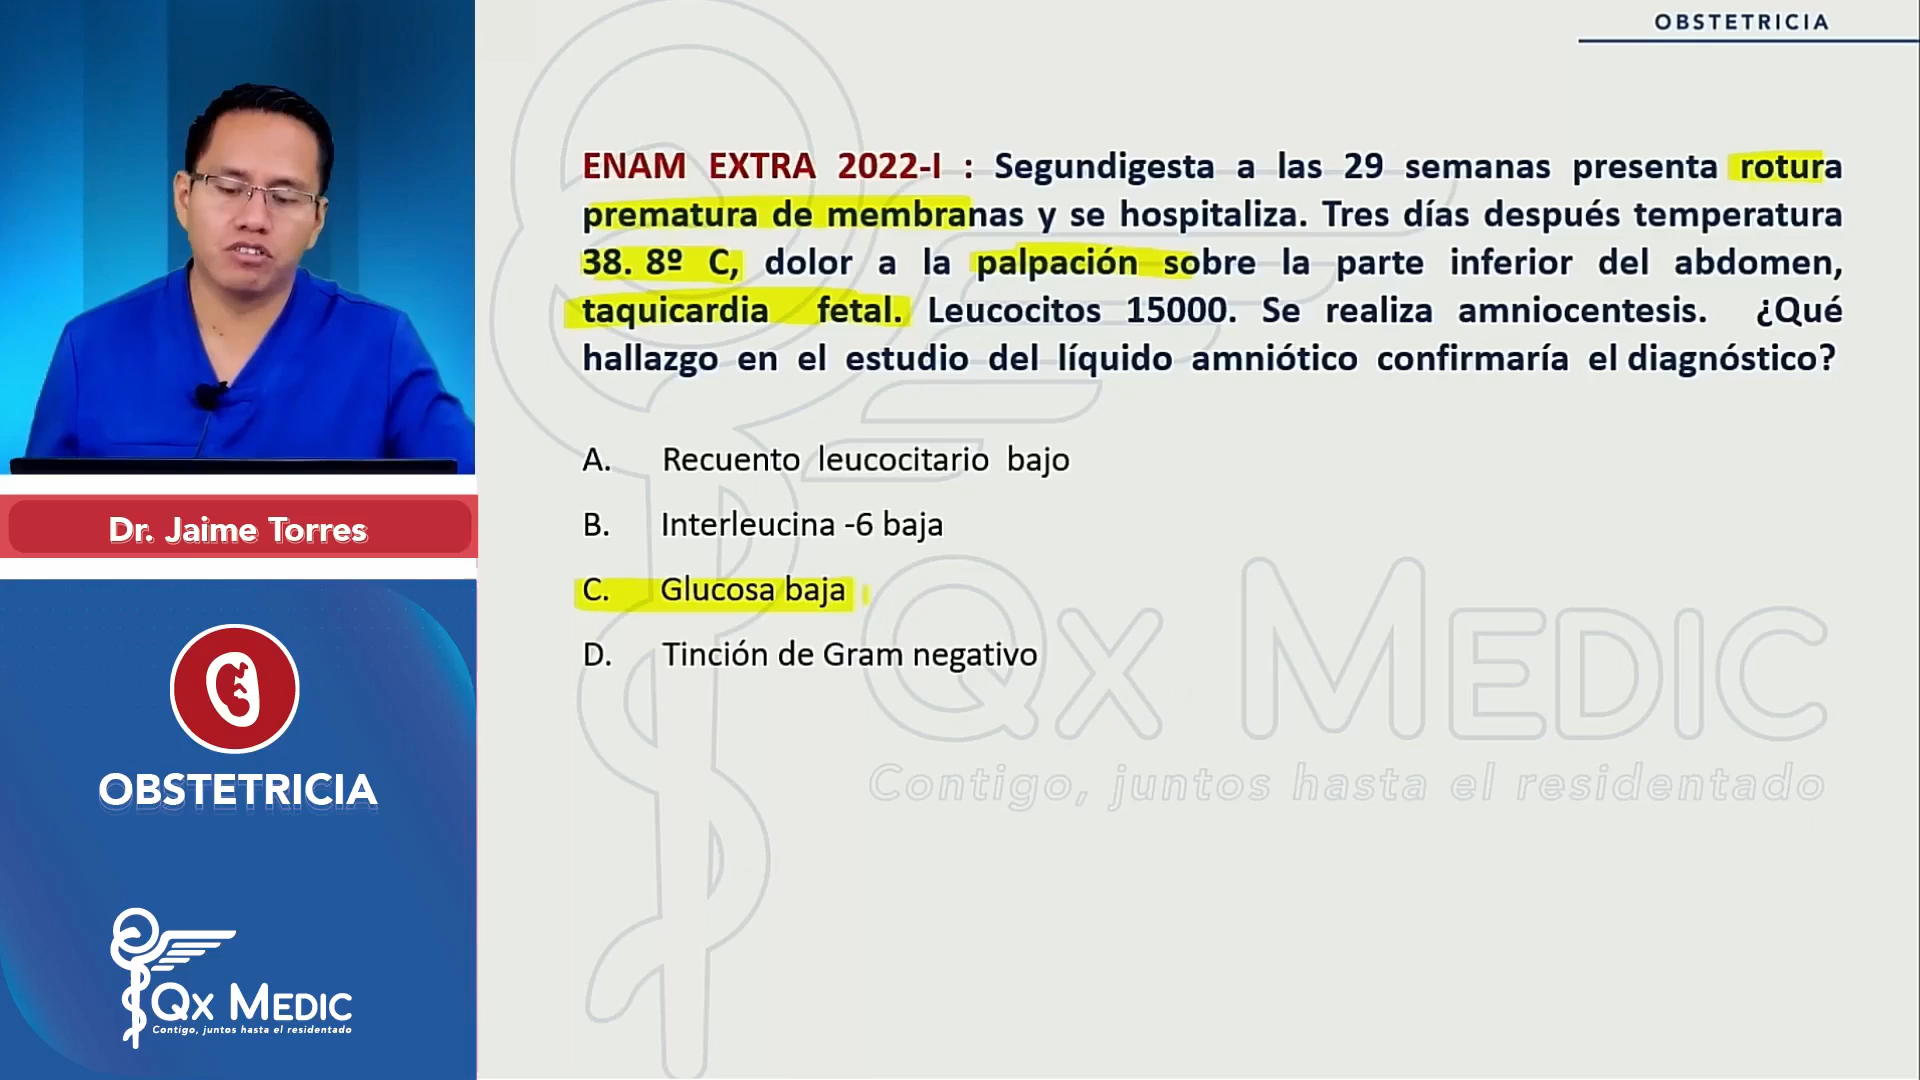 OBSTETRICIA
ENAM EXTRA 2022-I : Segundigesta a las 29 semanas presenta rotura
prematura de membranas y se hospitaliza. Tres días después temperatura
38. 8º C, dolor a la palpación sobre la parte inferior del abdomen,
taquicardia fetal. Leucocitos 15000. Se realiza amniocentesis. ¿Qué
hallazgo en el estudio del líquido amniótico confirmaría el diagnóstico?
A. Recuento leucocitario bajo
B. Interleucina -6 baja
C. Glucosa baja
D. Tinción de Gram negativo
QX MEDIC
Contigo, juntos hasta el residentado
Dr. Jaime Torres
OBSTETRICIA
QX MEDIC
Contigo, juntos hasta el residentado